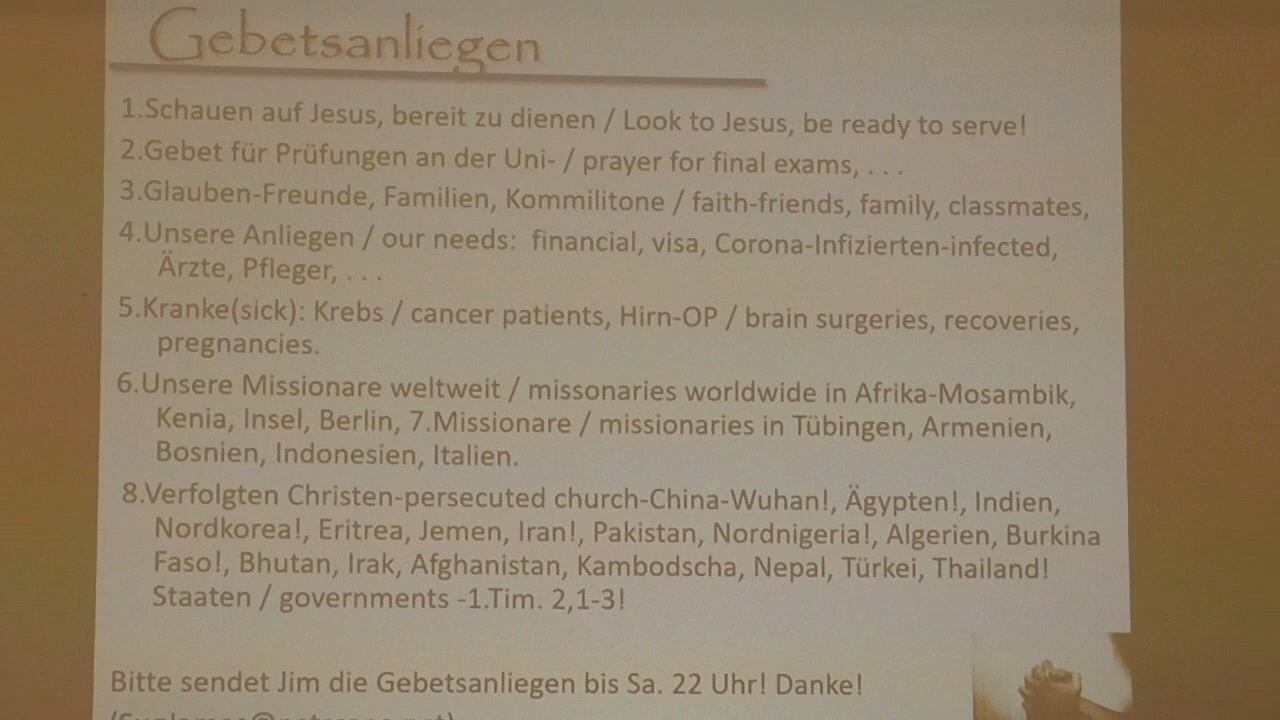 Gebetsanliegen
1.Schauen auf Jesus, bereit zu dienen / Look to Jesus, be ready to serve!
2.Gebet für Prüfungen an der Uni- / prayer for final exams, . . .
3.Glauben-Freunde, Familien, Kommilitone / faith-friends, family, classmates,
4.Unsere Anliegen / our needs:  financial, visa, Corona-Infizierten-infected,
Ärzte, Pfleger, . . .
5.Kranke(sick): Krebs / cancer patients, Hirn-OP / brain surgeries, recoveries,
pregnancies.
6.Unsere Missionare weltweit / missonaries worldwide in Afrika-Mosambik,
Kenia, Insel, Berlin, 7.Missionare / missionaries in Tübingen, Armenien,
Bosnien, Indonesien, Italien.
8.Verfolgten Christen-persecuted church-China-Wuhan!, Ägypten!, Indien,
Nordkorea!, Eritrea, Jemen, Iran!, Pakistan, Nordnigeria!, Algerien, Burkina
Faso!, Bhutan, Irak, Afghanistan, Kambodscha, Nepal, Türkei, Thailand!
Staaten / governments -1.Tim. 2,1-3!
Bitte sendet Jim die Gebetsanliegen bis Sa. 22 Uhr! Danke!